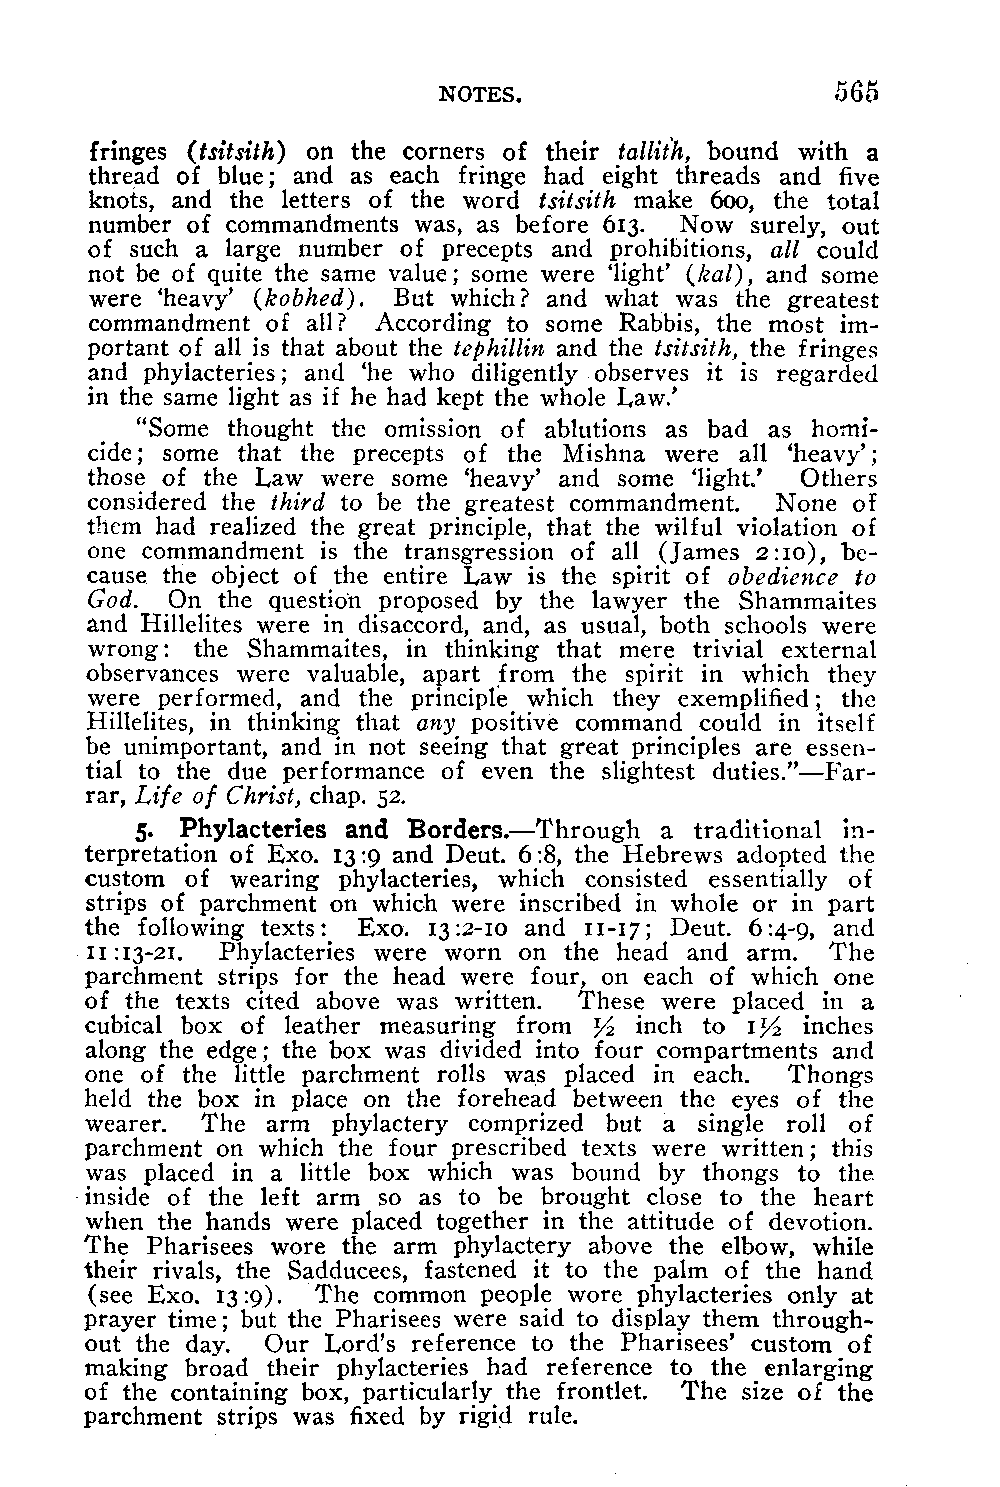 NOTES. 565
fringes (tsitsith) on the corners of their tallith, bound with a
thread of blue; and as each fringe had eight threads and five
knots, and the letters of the word tsitsith make 600, the total
number of commandments was, as before 613. Now surely, out
of such a large number of precepts and prohibitions, all could
not be of quite the same value; some were ‘light’ (kal), and some
were ‘heavy’ (kobhed). But which? and what was the greatest
commandment of all? According to some Rabbis, the most im-
portant of all is that about the tephillin and the tsitsith, the fringes
and phylacteries; and ‘he who diligently observes it is regarded
in the same light as if he had kept the whole Law.’
“Some thought the omission of ablutions as bad as homi-
cide; some that the precepts of the Mishna were all ‘heavy’;
those of the Law were some ‘heavy’ and some ‘light.’ Others
considered the third to be the greatest commandment. None of
them had realized the great principle, that the wilful violation of
one commandment is the transgression of all (James 2:10), be-
cause the object of the entire Law is the spirit of obedience to
God. On the question proposed by the lawyer the Shammaites
and Hillelites were in disaccord, and, as usual, both schools were
wrong: the Shammaites, in thinking that mere trivial external
observances were valuable, apart from the spirit in which they
were performed, and the principle which they exemplified; the
Hillelites, in thinking that any positive command could in itself
be unimportant, and in not seeing that great principles are essen-
tial to the due performance of even the slightest duties.”—Far-
rar, Life of Christ, chap. 52.
5. Phylacteries and Borders.—Through a traditional in-
terpretation of Exo. 13:9 and Deut. 6:8, the Hebrews adopted the
custom of wearing phylacteries, which consisted essentially of
strips of parchment on which were inscribed in whole or in part
the following texts: Exo. 13:2-10 and 11-17; Deut. 6:4-9, and
11:13-21. Phylacteries were worn on the head and arm. The
parchment strips for the head were four, on each of which one
of the texts cited above was written. These were placed in a
cubical box of leather measuring from ½ inch to 1½ inches
along the edge; the box was divided into four compartments and
one of the little parchment rolls was placed in each. Thongs
held the box in place on the forehead between the eyes of the
wearer. The arm phylactery comprized but a single roll of
parchment on which the four prescribed texts were written; this
was placed in a little box which was bound by thongs to the
inside of the left arm so as to be brought close to the heart
when the hands were placed together in the attitude of devotion.
The Pharisees wore the arm phylactery above the elbow, while
their rivals, the Sadducees, fastened it to the palm of the hand
(see Exo. 13:9). The common people wore phylacteries only at
prayer time; but the Pharisees were said to display them through-
out the day. Our Lord’s reference to the Pharisees’ custom of
making broad their phylacteries had reference to the enlarging
of the containing box, particularly the frontlet. The size of the
parchment strips was fixed by rigid rule.